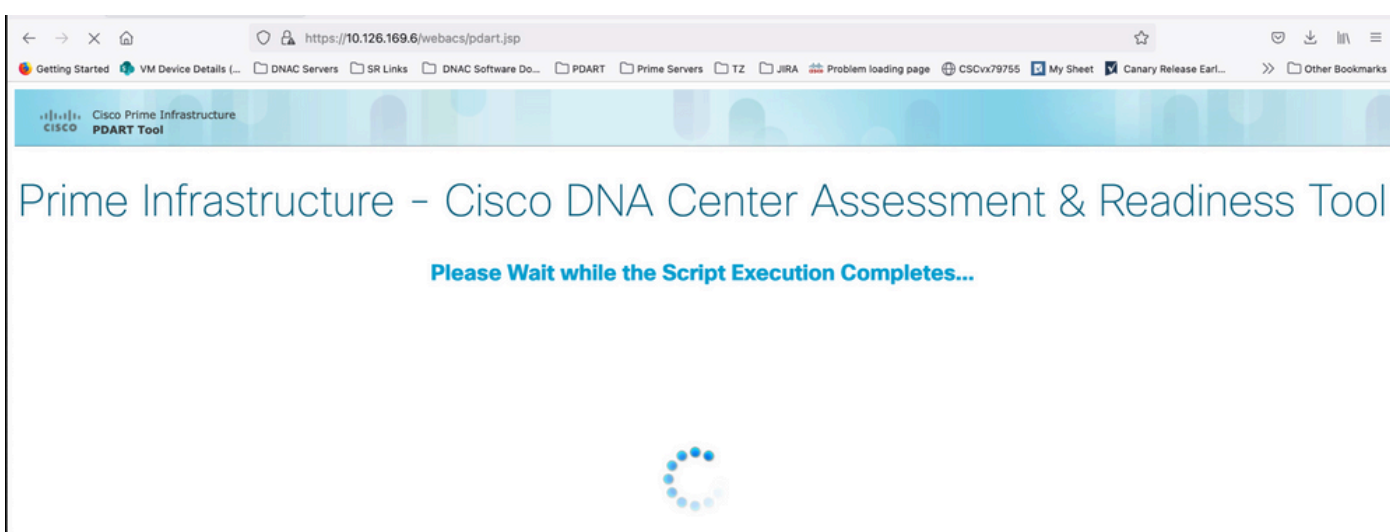 https://10.126.169.6/webacs/pdart.jsp
Getting Started VM Device Details (... DNAC Servers SR Links DNAC Software Do... PDART Prime Servers TZ JIRA Problem loading page CSCvx79755 My Sheet Canary Release Earl... Other Bookmarks
CISCO
Cisco Prime Infrastructure
PDART Tool
Prime Infrastructure - Cisco DNA Center Assessment & Readiness Tool
Please Wait while the Script Execution Completes...